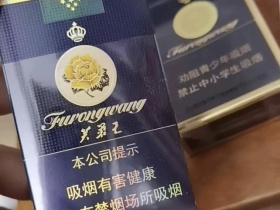 Furongwang
芙蓉王
本公司提示
吸烟有害健康
在禁烟场所吸烟
劝阻青少年吸烟
禁止中小学生吸烟